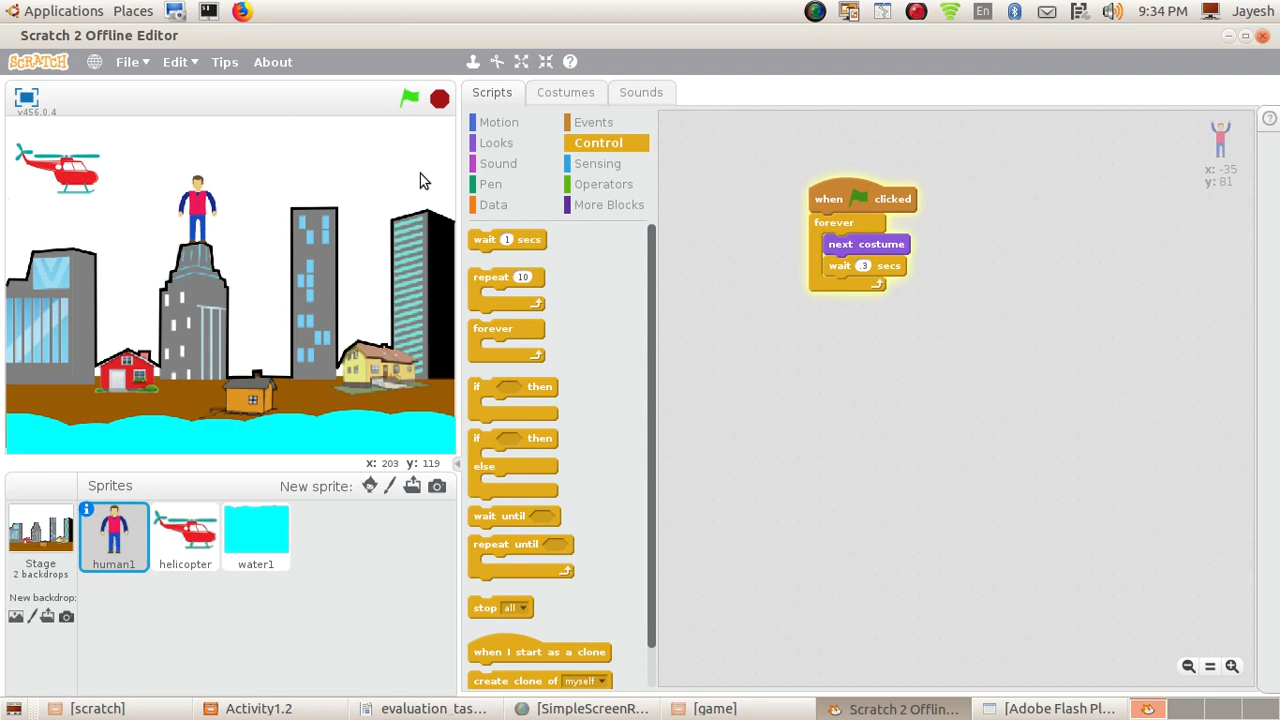 Applications Places En 9:34 PM Jayesh
Scratch 2 Offline Editor
SCRATCH File Edit Tips About
v456.0.4
x: 203 y: 119
Sprites New sprite:
Stage
2 backdrops
New backdrop:
human1
helicopter
water1
Scripts Costumes Sounds
Motion Events
Looks Control
Sound Sensing
Pen Operators
Data More Blocks
wait 1 secs
repeat 10
forever
if then
if then
else
wait until
repeat until
stop all
when I start as a clone
create clone of myself
when clicked
forever
next costume
wait .3 secs
x: -35
y: 81
[scratch] Activity1.2 evaluation_tas... [SimpleScreenR... [game] Scratch 2 Offlin... [Adobe Flash Pl...